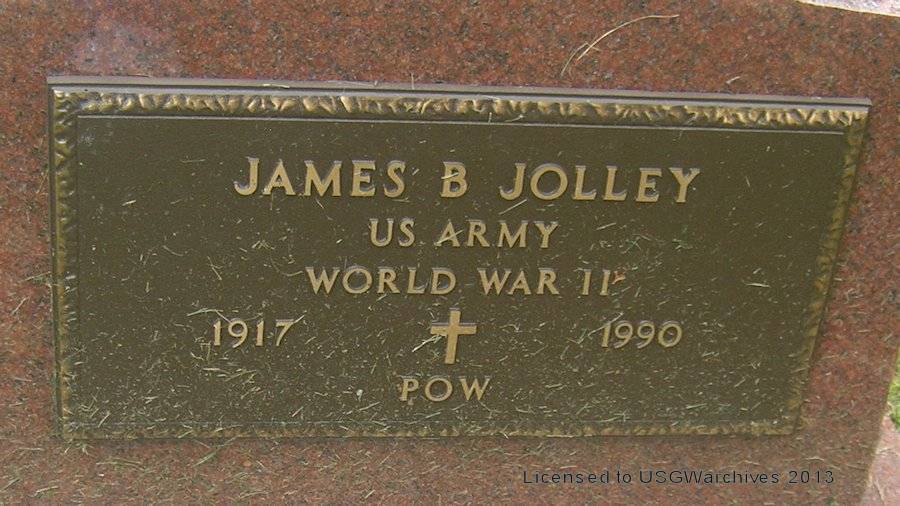 JAMES B JOLLEY
US ARMY
WORLD WAR II
1917 1990
POW
Licensed to USGWarchives 2013